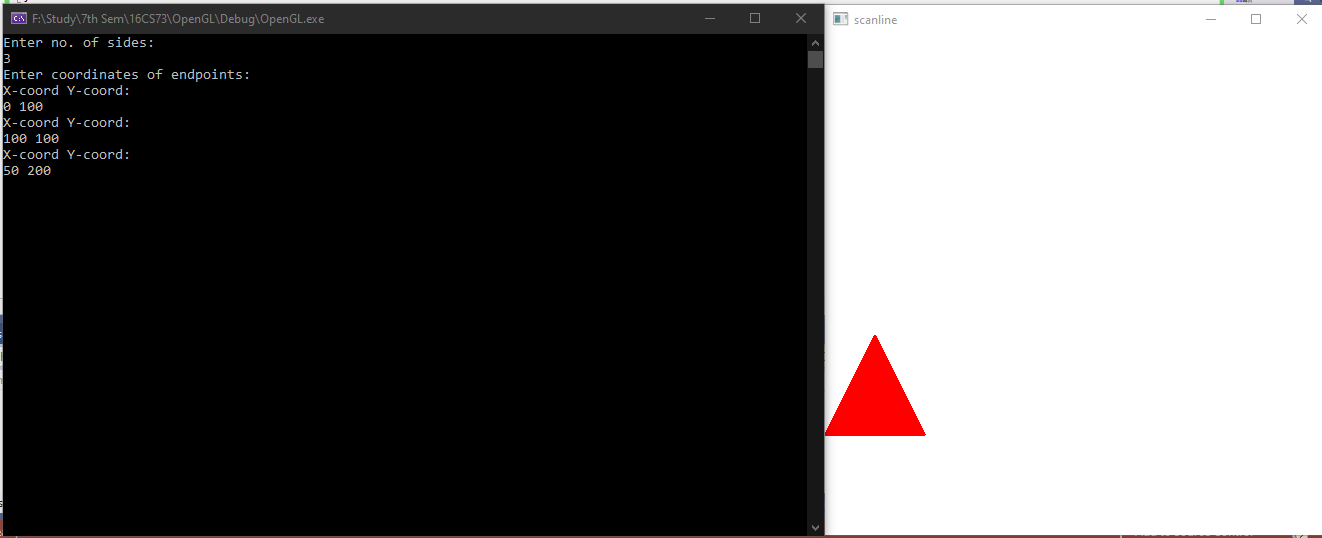 F:\Study\7th Sem\16CS73\OpenGL\Debug\OpenGL.exe
Enter no. of sides:
3
Enter coordinates of endpoints:
X-coord Y-coord:
0 100
X-coord Y-coord:
100 100
X-coord Y-coord:
50 200
scanline